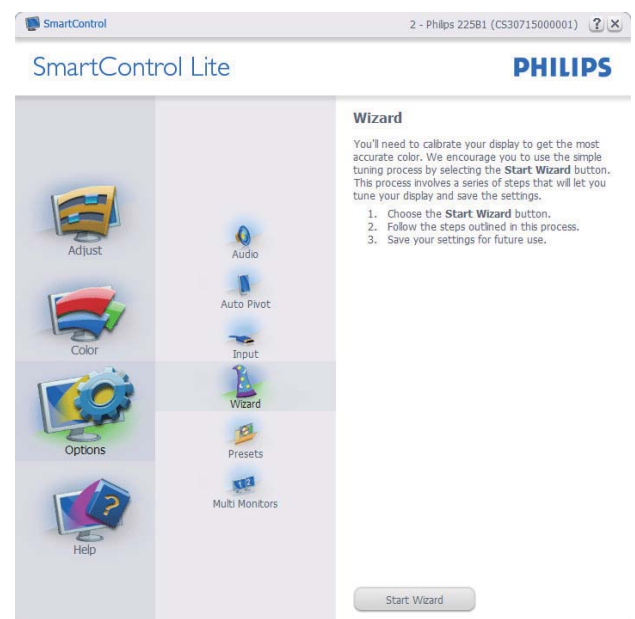 SmartControl
2 - Philips 225B1 (CS30715000001)
? X
SmartControl Lite
PHILIPS
Adjust
Color
Options
Help
Audio
Auto Pivot
Input
Wizard
Presets
1 2
Multi Monitors
Wizard
You'll need to calibrate your display to get the most
accurate color. We encourage you to use the simple
tuning process by selecting the Start Wizard button.
This process involves a series of steps that will let you
tune your display and save the settings.
1. Choose the Start Wizard button.
2. Follow the steps outlined in this process.
3. Save your settings for future use.
Start Wizard